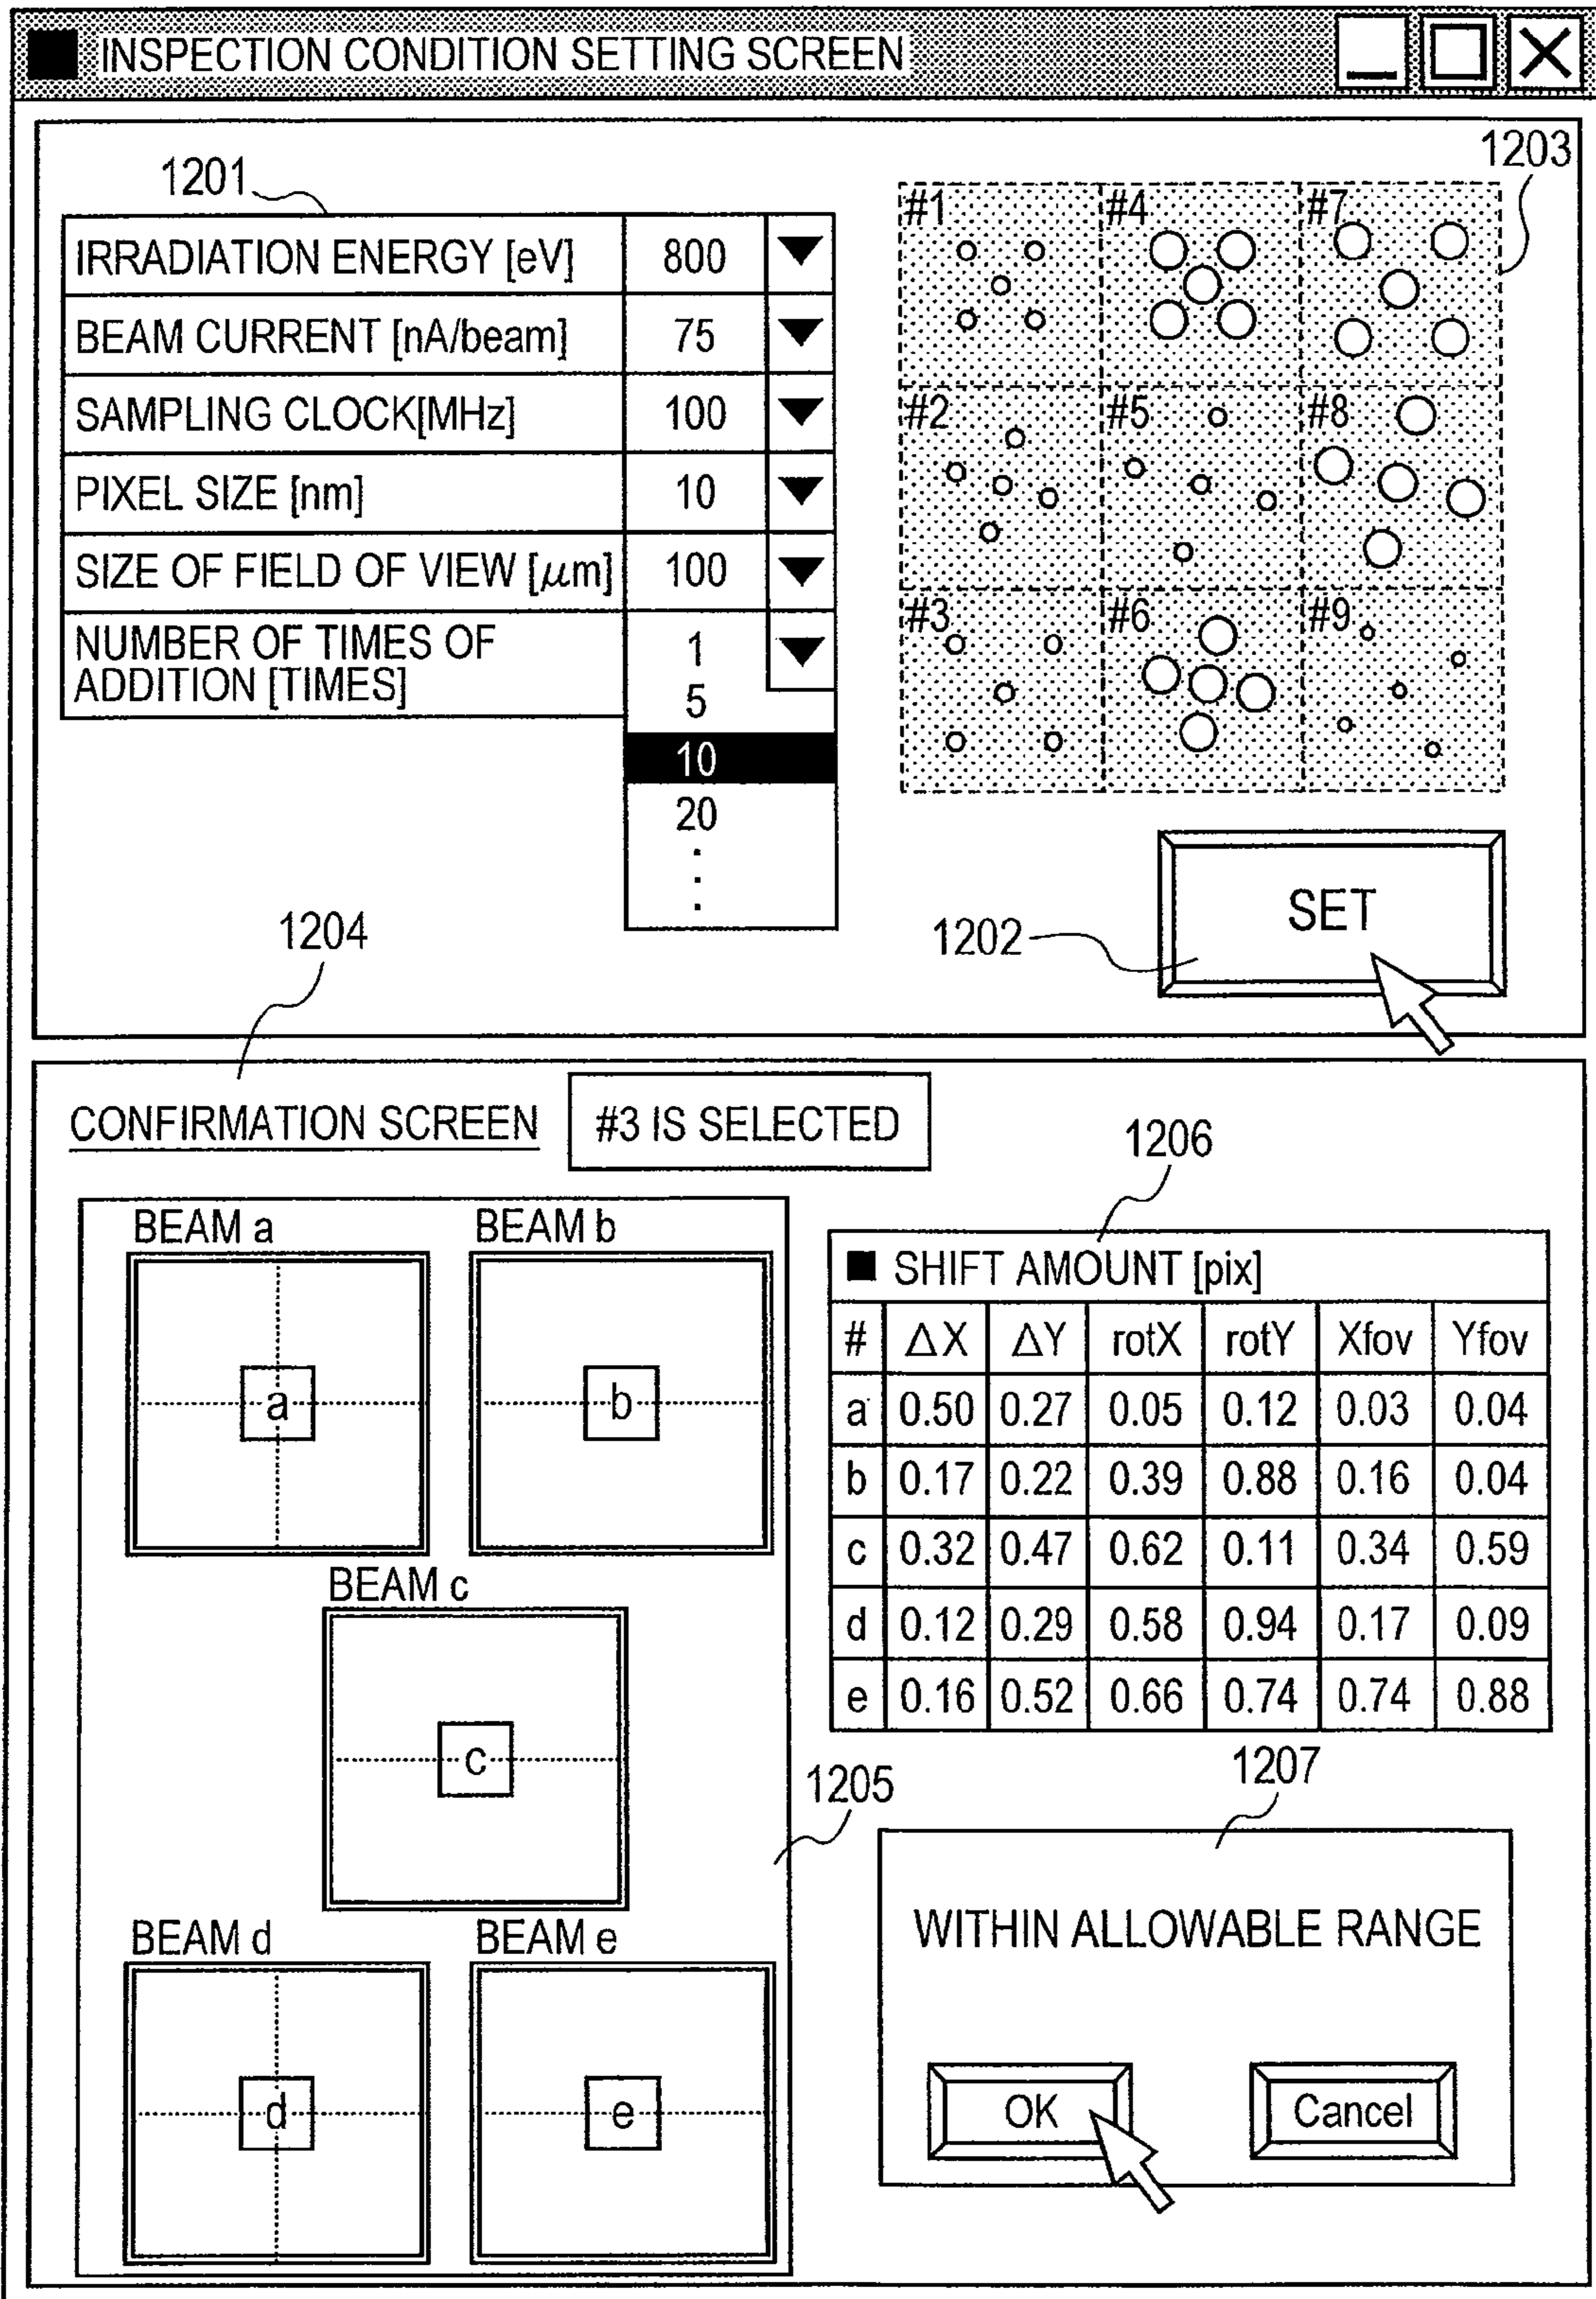 INSPECTION CONDITION SETTING SCREEN
1201
1203
IRRADIATION ENERGY [eV] 800
BEAM CURRENT [nA/beam] 75
SAMPLING CLOCK[MHz] 100
PIXEL SIZE [nm] 10
SIZE OF FIELD OF VIEW [μm] 100
NUMBER OF TIMES OF
ADDITION [TIMES]
1
5
10
20
#1 #4 #7
#2 #5 #8
#3 #6 #9
1202
SET
1204
CONFIRMATION SCREEN
#3 IS SELECTED
1206
BEAM a
a
BEAM b
b
BEAM c
c
BEAM d
d
BEAM e
e
1205
■ SHIFT AMOUNT [pix]
# ΔX ΔY rotX rotY Xfov Yfov
a 0.50 0.27 0.05 0.12 0.03 0.04
b 0.17 0.22 0.39 0.88 0.16 0.04
c 0.32 0.47 0.62 0.11 0.34 0.59
d 0.12 0.29 0.58 0.94 0.17 0.09
e 0.16 0.52 0.66 0.74 0.74 0.88
1207
WITHIN ALLOWABLE RANGE
OK
Cancel